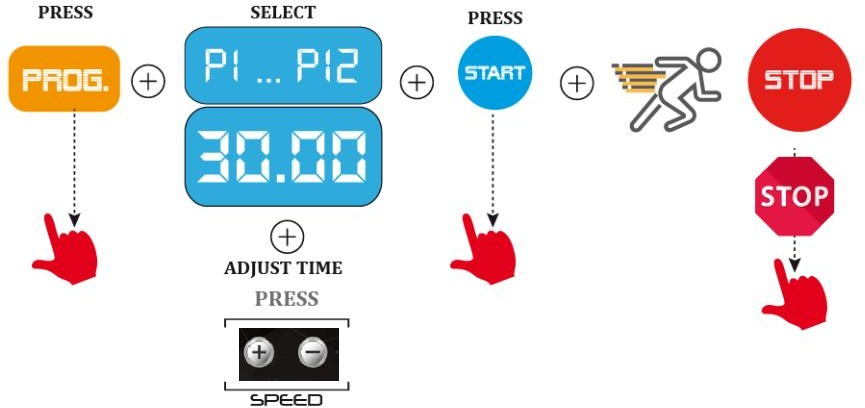 PRESS
SELECT
PRESS
PROG.
P1 ... P12
START
STOP
30.00
STOP
ADJUST TIME
PRESS
SPEED